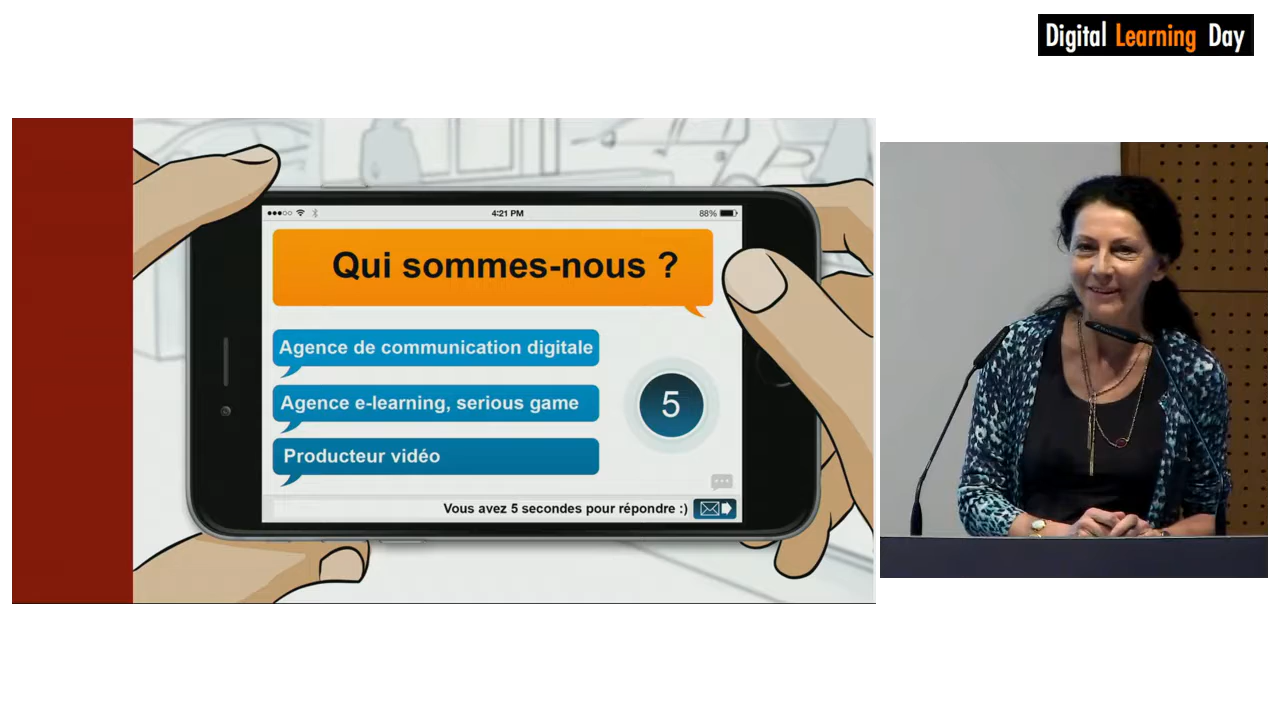 Digital Learning Day
4:21 PM
88%
Qui sommes-nous ?
Agence de communication digitale
Agence e-learning, serious game
5
Producteur vidéo
Vous avez 5 secondes pour répondre :)